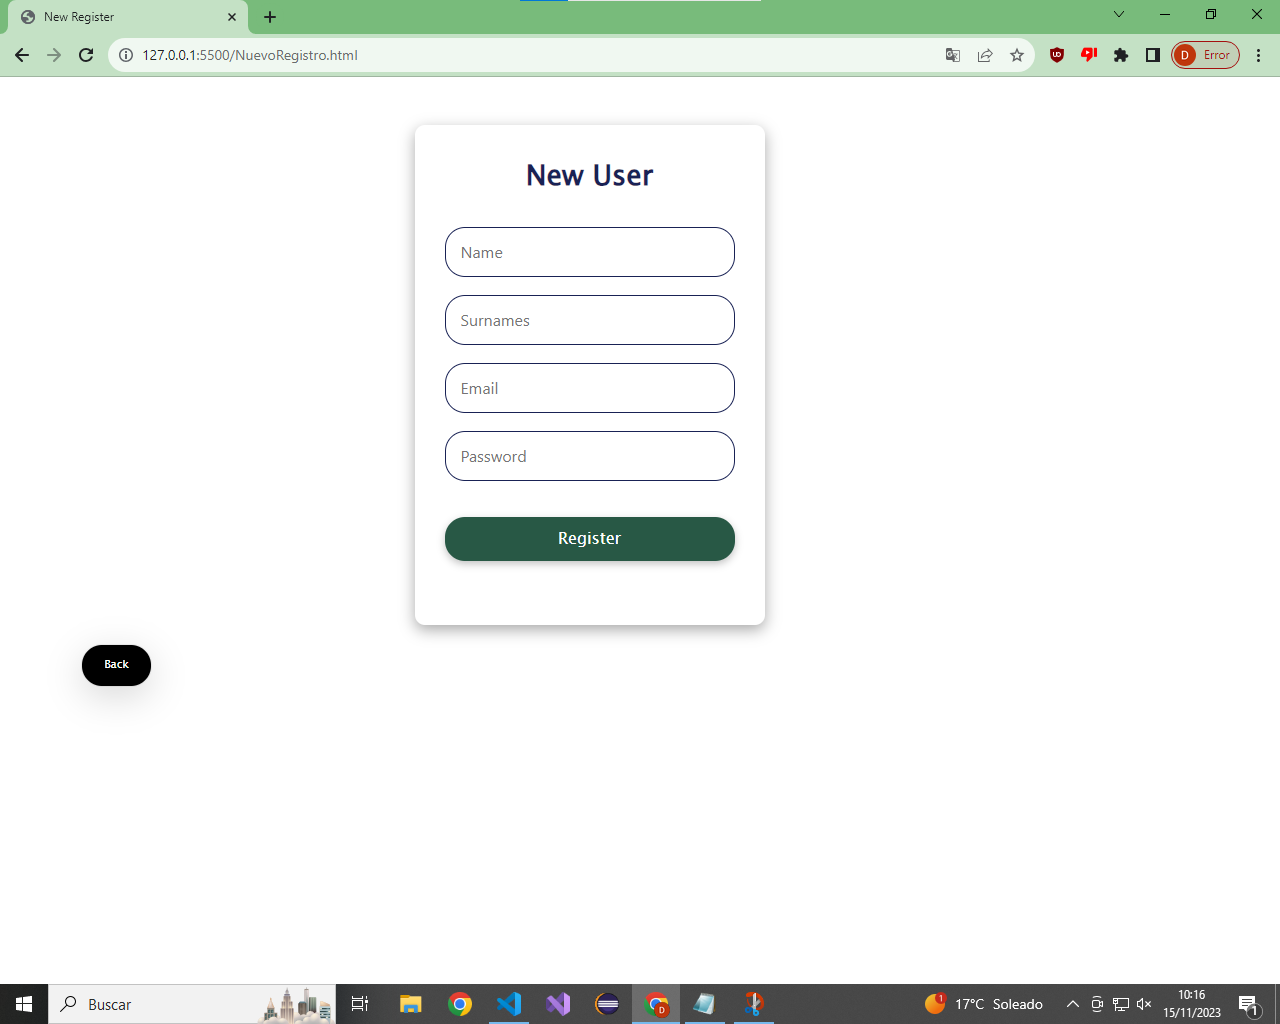 New Register
127.0.0.1:5500/NuevoRegistro.html
D Error
New User
Name
Surnames
Email
Password
Register
Back
Buscar
D
1
17°C Soleado
10:16
15/11/2023
1